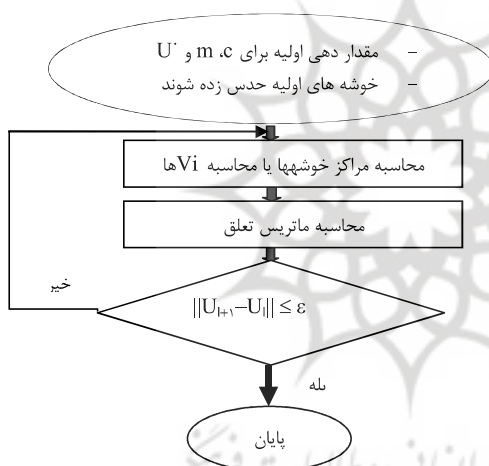 - مقدار دهی اولیه برای m ،c و U˙
- خوشه های اولیه حدس زده شوند
محاسبه مراکز خوشهها یا محاسبه Viها
محاسبه ماتریس تعلق
خیر
||Uₗ₊₁–Uₗ|| ≤ ε
بله
پایان